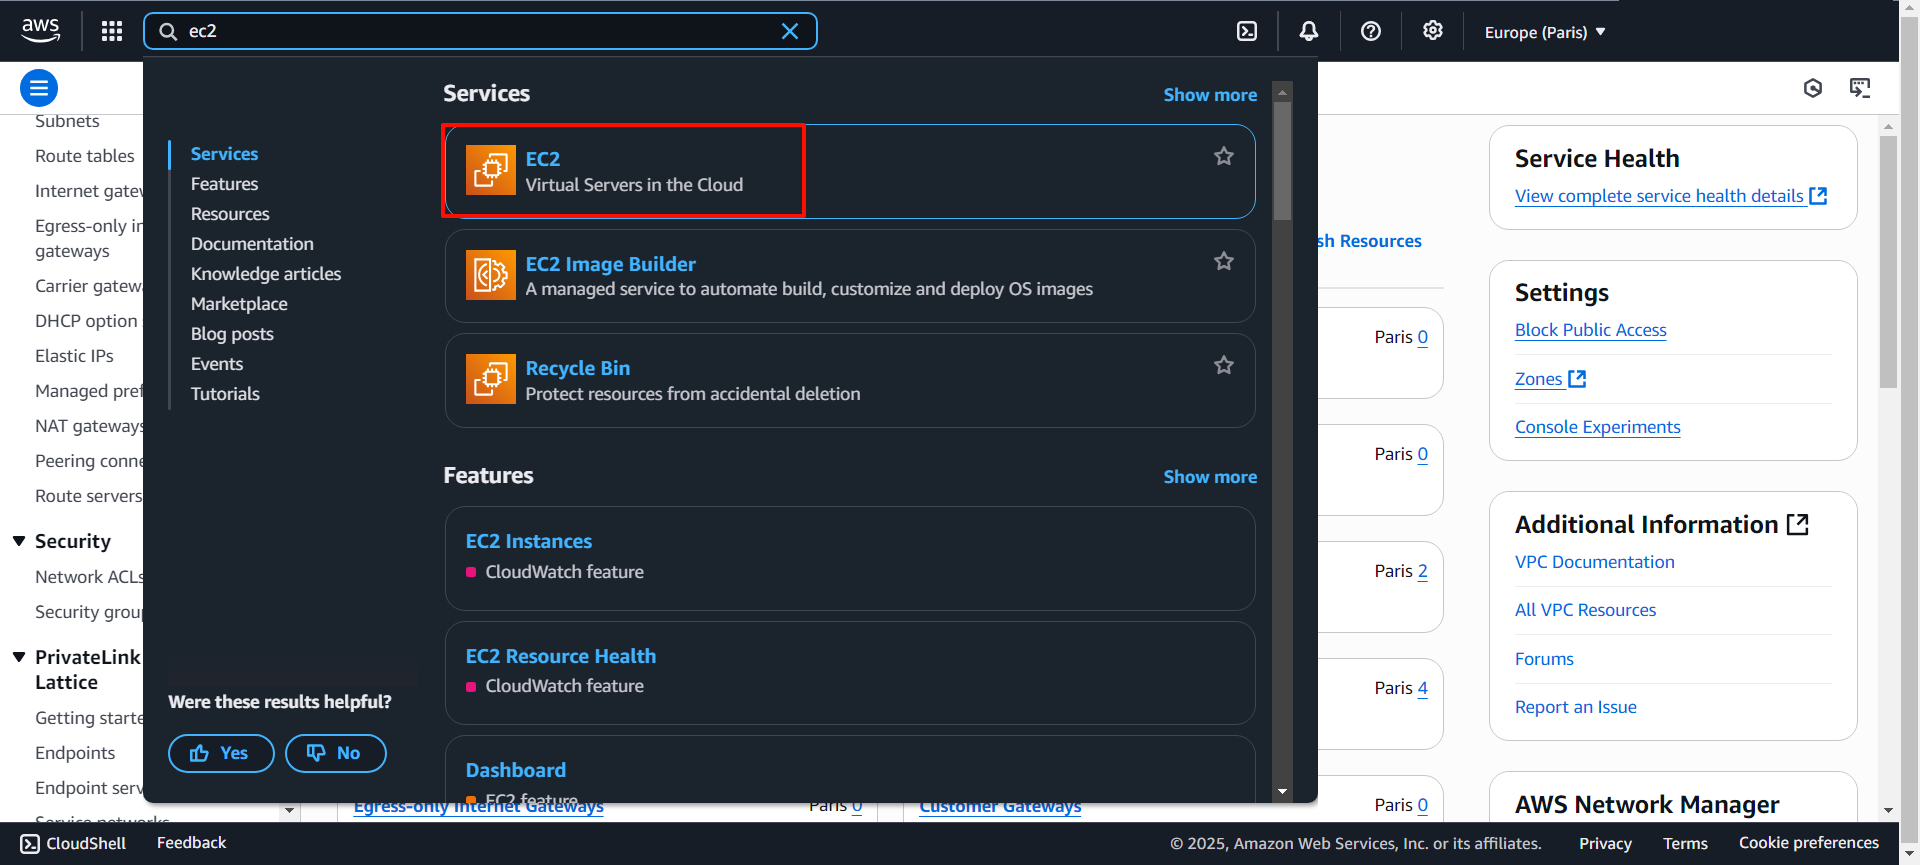 aws
ec2
Europe (Paris)
Subnets
Route tables
Internet gatew
Egress-only in
gateways
Carrier gatewa
DHCP option
Elastic IPs
Managed pref
NAT gateways
Peering conne
Route servers
Security
Network ACLs
Security group
PrivateLink
Lattice
Getting starte
Endpoints
Endpoint serv
Service networks
Services
Features
Resources
Documentation
Knowledge articles
Marketplace
Blog posts
Events
Tutorials
Were these results helpful?
Yes
No
Services
Show more
EC2
Virtual Servers in the Cloud
EC2 Image Builder
A managed service to automate build, customize and deploy OS images
Recycle Bin
Protect resources from accidental deletion
Features
Show more
EC2 Instances
CloudWatch feature
EC2 Resource Health
CloudWatch feature
Dashboard
EC2 feature
Egress-only Internet Gateways
Paris 0
Customer Gateways
sh Resources
Paris 0
Paris 0
Paris 2
Paris 4
Paris 0
Service Health
View complete service health details
Settings
Block Public Access
Zones
Console Experiments
Additional Information
VPC Documentation
All VPC Resources
Forums
Report an Issue
AWS Network Manager
CloudShell
Feedback
© 2025, Amazon Web Services, Inc. or its affiliates.
Privacy
Terms
Cookie preferences